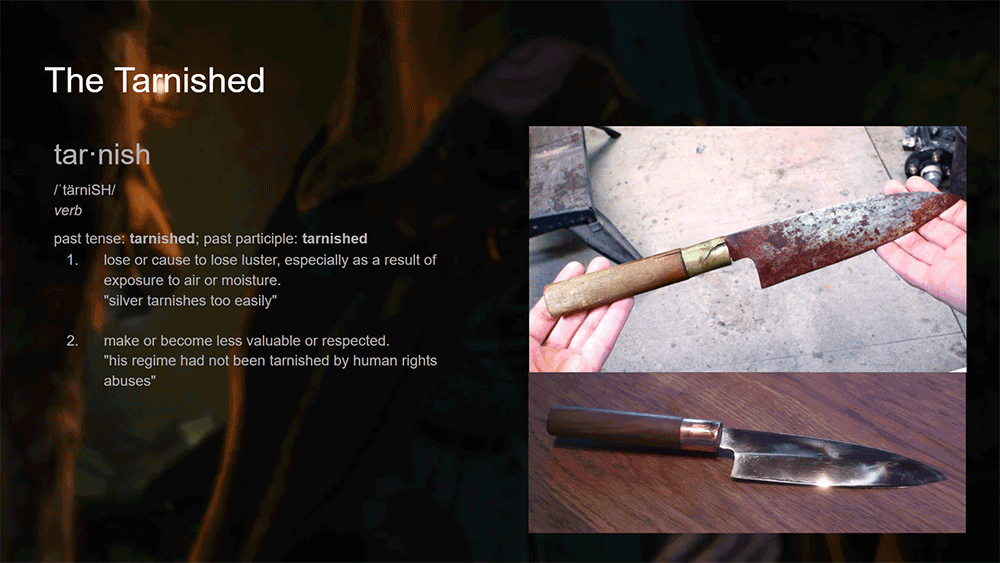 The Tarnished
tar·nish
/ˈtärniSH/
verb
past tense: tarnished; past participle: tarnished
1. lose or cause to lose luster, especially as a result of
exposure to air or moisture.
"silver tarnishes too easily"
2. make or become less valuable or respected.
"his regime had not been tarnished by human rights
abuses"